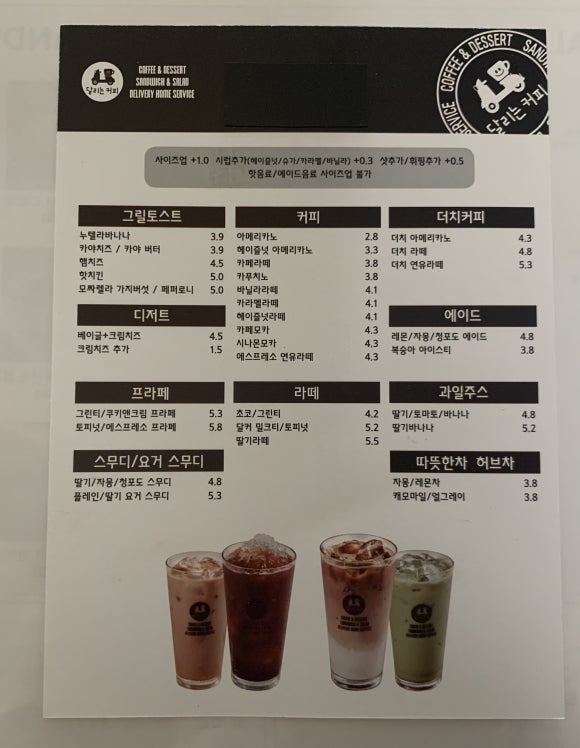 달리는 커피
COFFEE & DESSERT
SANDWICH & SALAD
DELIVERY HOME SERVICE
SERVICE COFFEE & DESSERT SAND
달리는 커피
사이즈업 +1.0 시럽추가(헤이즐넛/슈가/카라멜/바닐라) +0.3 샷추가/휘핑추가 +0.5
핫음료/에이드음료 사이즈업 불가
그릴토스트
누텔라바나나 3.9
카야치즈 / 카야 버터 3.9
햄치즈 4.5
핫치킨 5.0
모짜렐라 가지버섯 / 페퍼로니 5.0
디저트
베이글+크림치즈 4.5
크림치즈 추가 1.5
프라페
그린티/쿠키앤크림 프라페 5.3
토피넛/에스프레소 프라페 5.8
스무디/요거 스무디
딸기/자몽/청포도 스무디 4.8
플레인/딸기 요거 스무디 5.3
커피
아메리카노 2.8
헤이즐넛 아메리카노 3.3
카페라떼 3.8
카푸치노 3.8
바닐라라떼 4.1
카라멜라떼 4.1
헤이즐넛라떼 4.1
카페모카 4.3
시나몬모카 4.3
에스프레소 연유라떼 4.3
라떼
초코/그린티 4.2
달커 밀크티/토피넛 5.2
딸기라떼 5.5
더치커피
더치 아메리카노 4.3
더치 라떼 4.8
더치 연유라떼 5.3
에이드
레몬/자몽/청포도 에이드 4.8
복숭아 아이스티 3.8
과일주스
딸기/토마토/바나나 4.8
딸기바나나 5.2
따뜻한차 허브차
자몽/레몬차 3.8
캐모마일/얼그레이 3.8